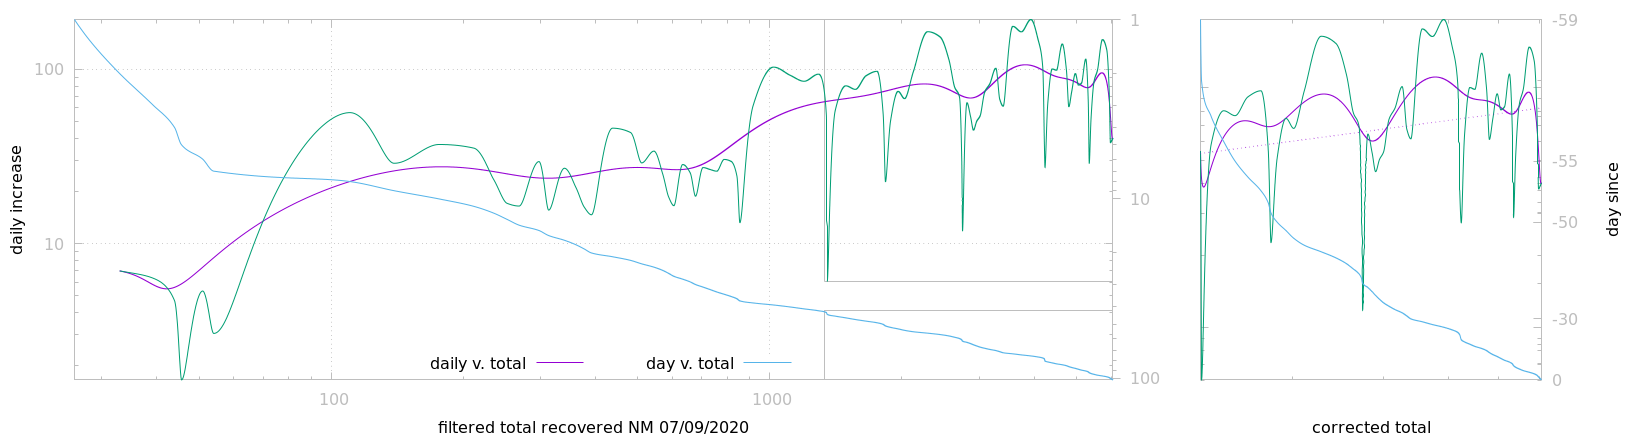 daily increase
100
10
daily v. total
day v. total
100
1000
filtered total recovered NM 07/09/2020
1
10
100
-59
-55
-50
-30
0
day since
corrected total